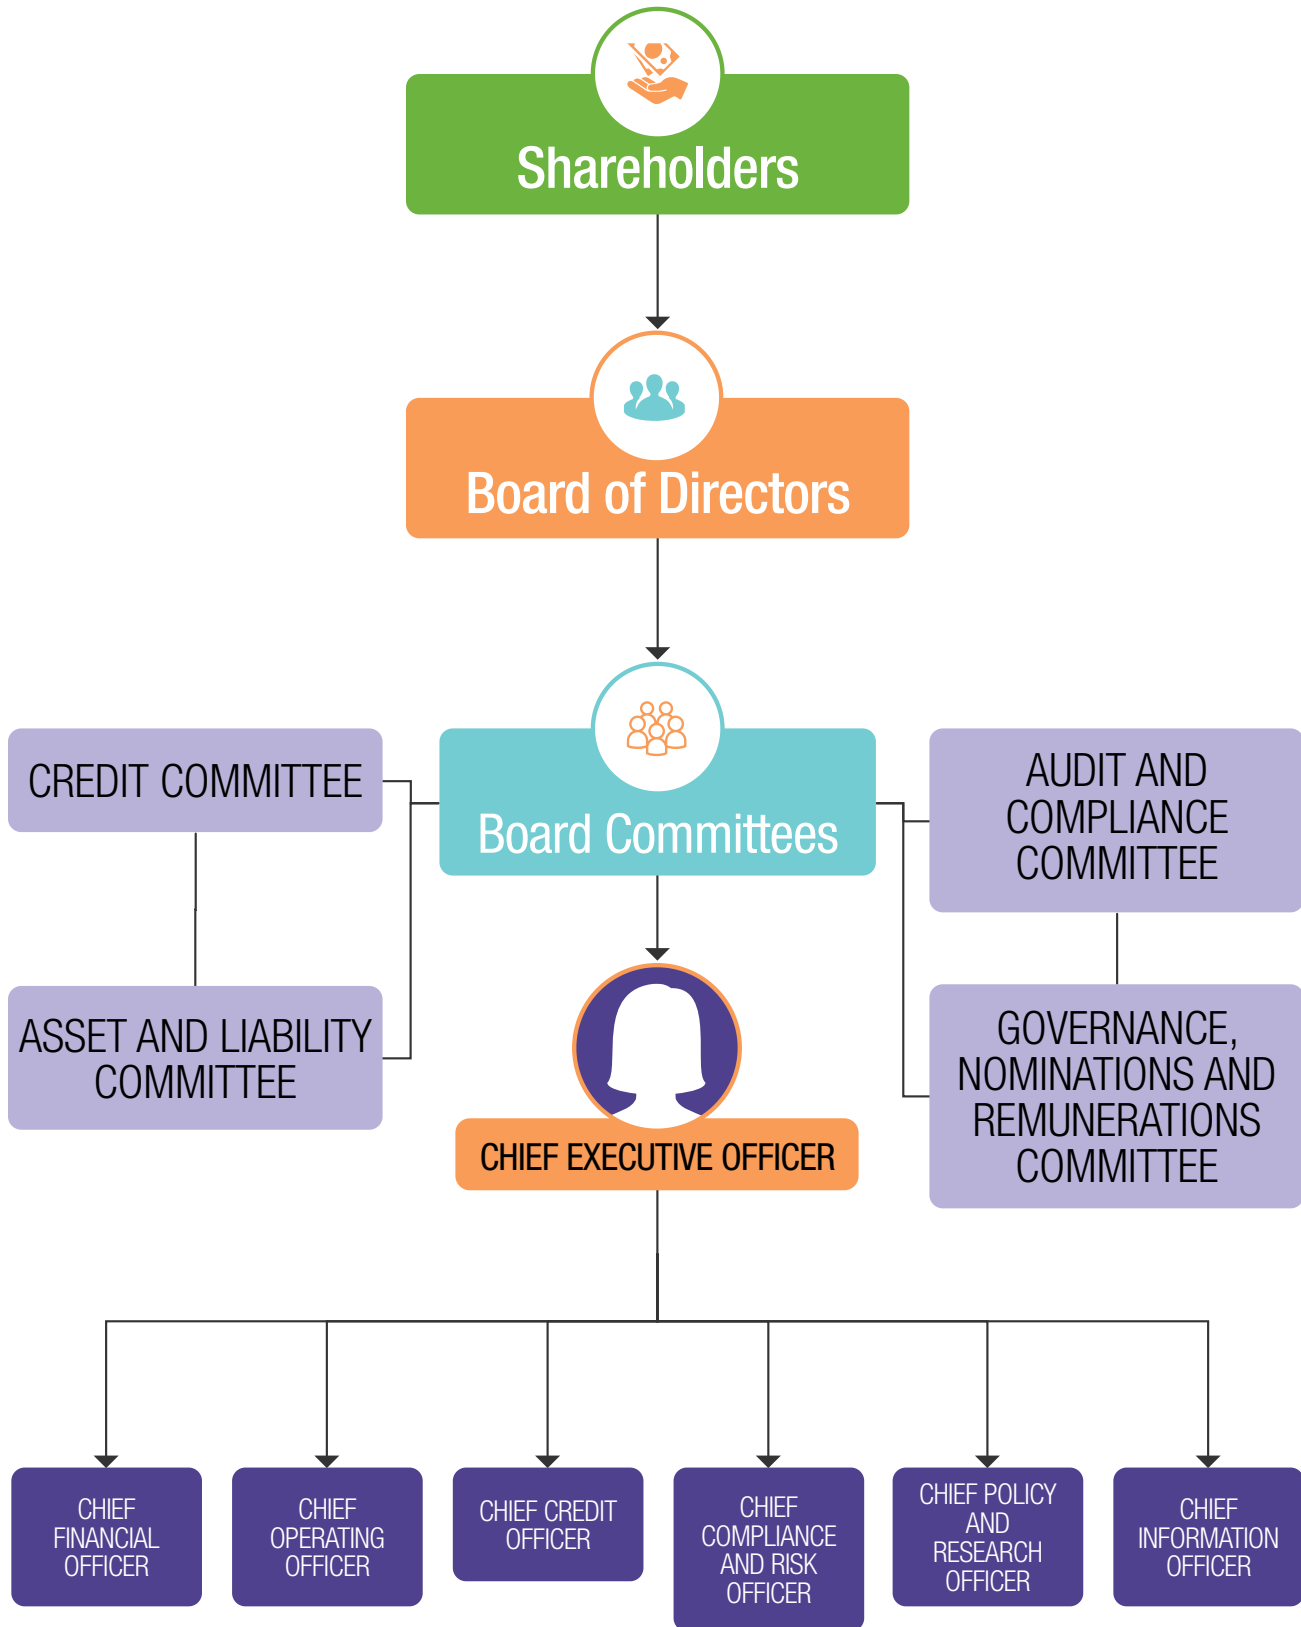 Shareholders
Board of Directors
Board Committees
CREDIT COMMITTEE
ASSET AND LIABILITY
COMMITTEE
AUDIT AND
COMPLIANCE
COMMITTEE
GOVERNANCE,
NOMINATIONS AND
REMUNERATIONS
COMMITTEE
CHIEF EXECUTIVE OFFICER
CHIEF
FINANCIAL
OFFICER
CHIEF
OPERATING
OFFICER
CHIEF CREDIT
OFFICER
CHIEF
COMPLIANCE
AND RISK
OFFICER
CHIEF POLICY
AND
RESEARCH
OFFICER
CHIEF
INFORMATION
OFFICER